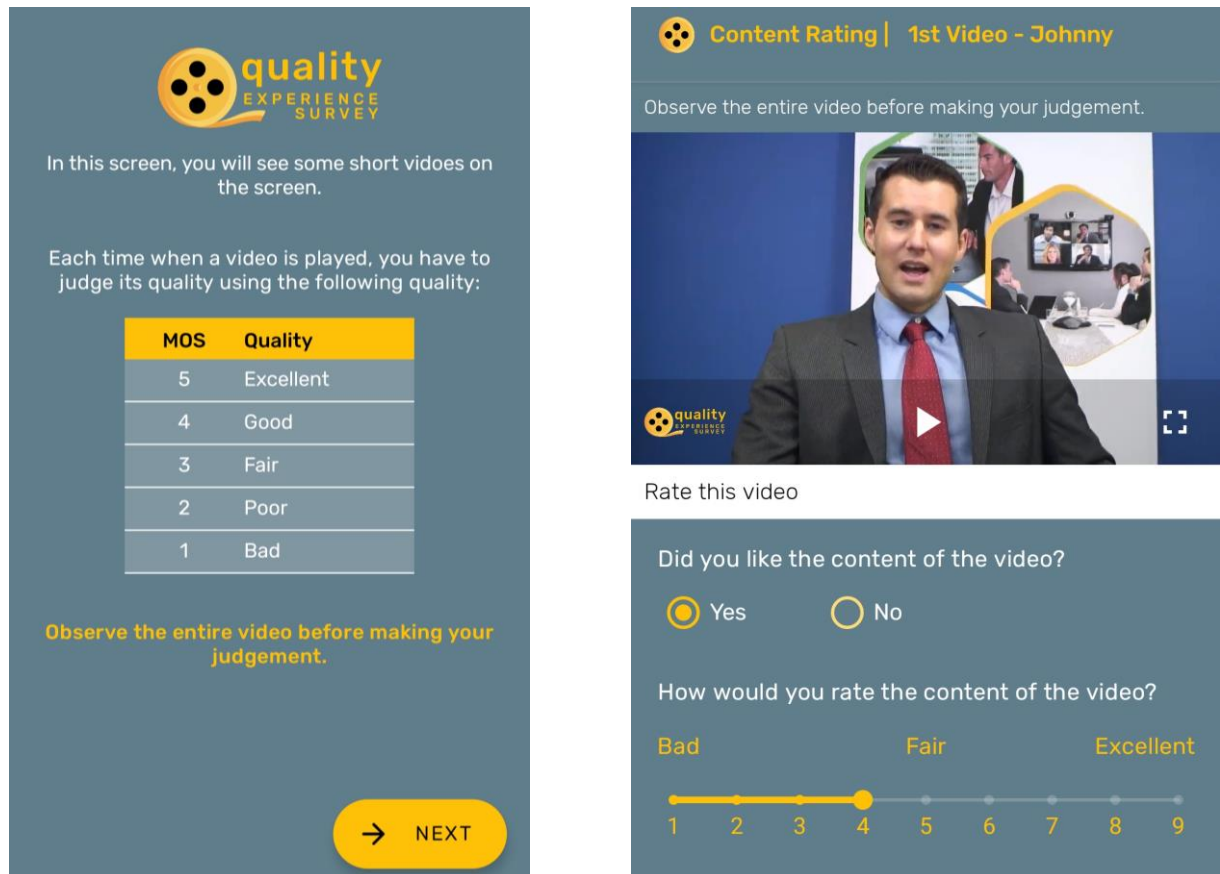 quality
EXPERIENCE
SURVEY
In this screen, you will see some short vidoes on
the screen.
Each time when a video is played, you have to
judge its quality using the following quality:
MOS Quality
5 Excellent
4 Good
3 Fair
2 Poor
1 Bad
Observe the entire video before making your
judgement.
NEXT
Content Rating | 1st Video - Johnny
Observe the entire video before making your judgement.
quality
EXPERIENCE
SURVEY
Rate this video
Did you like the content of the video?
Yes No
How would you rate the content of the video?
Bad Fair Excellent
1 2 3 4 5 6 7 8 9